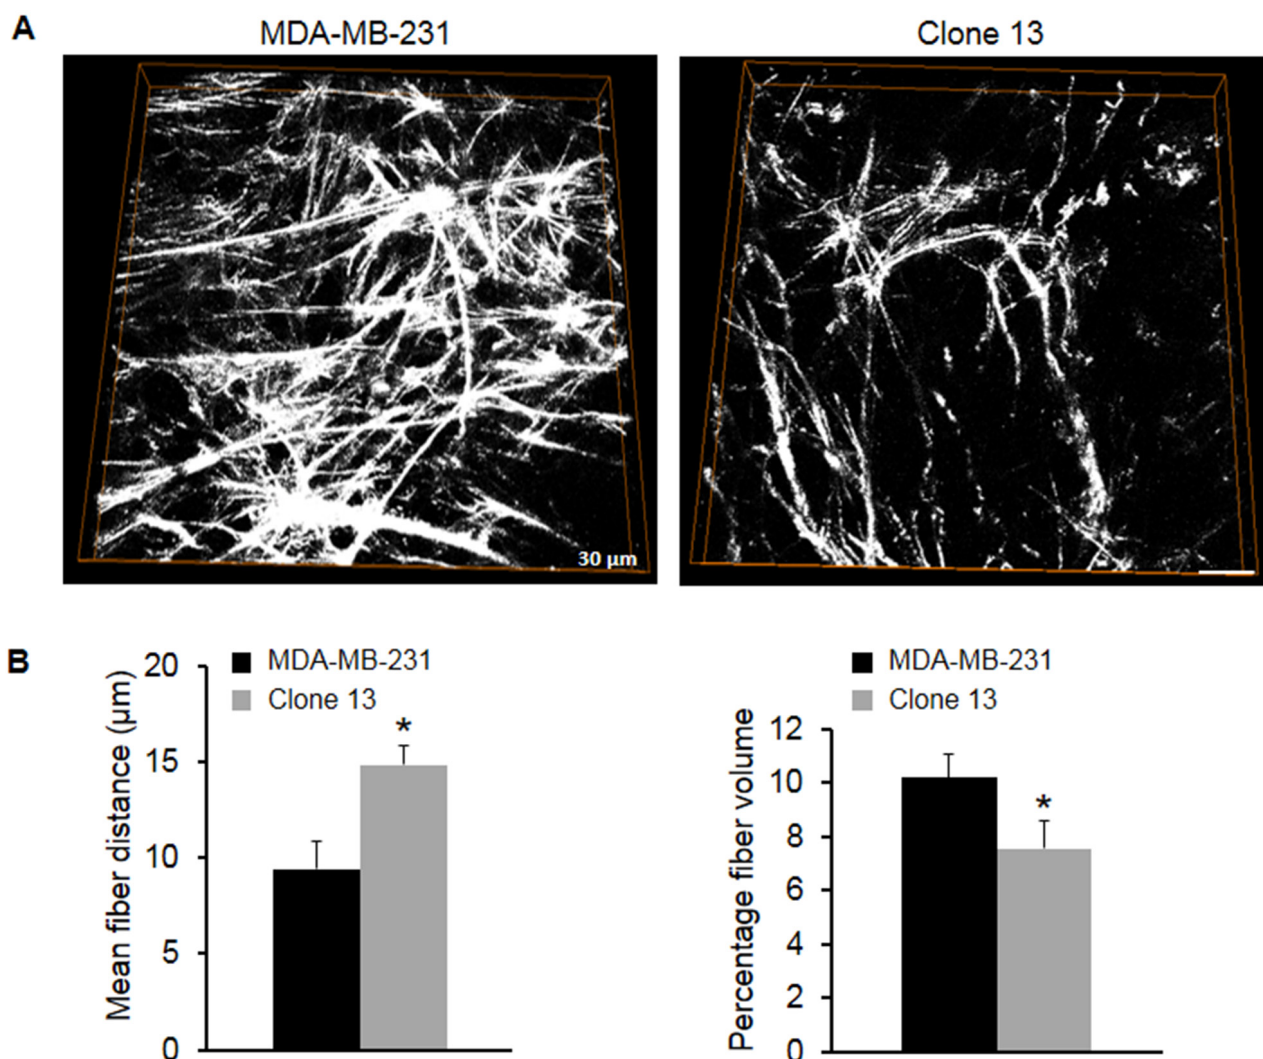 A
MDA-MB-231
Clone 13
30 µm
B
MDA-MB-231
Clone 13
Mean fiber distance (µm)
20
15
10
5
0
*
MDA-MB-231
Clone 13
Percentage fiber volume
12
10
8
6
4
2
0
*